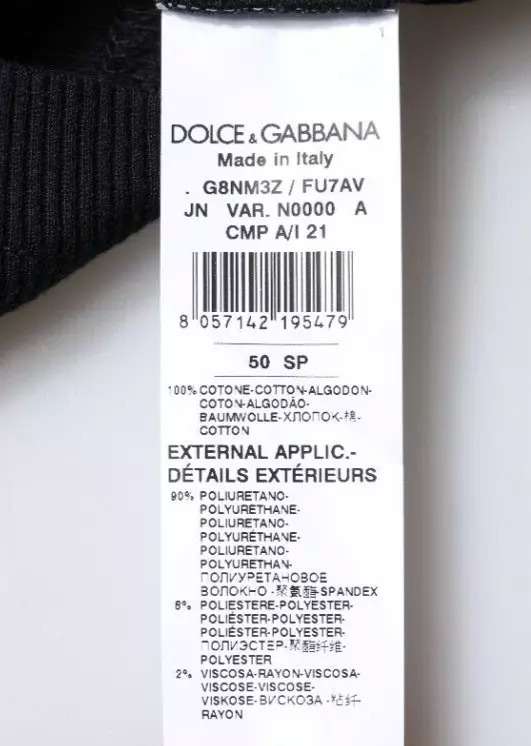 DOLCE & GABBANA
Made in Italy
. G8NM3Z / FU7AV
JN VAR. N0000 A
CMP A/I 21
8 057142 195479
50 SP
100% COTONE-COTTON-ALGODON-
COTON-ALGODÃO-
BAUMWOLLE-ХЛОПОК-棉-
COTTON
EXTERNAL APPLIC.-
DÉTAILS EXTÉRIEURS
90% POLIURETANO-
POLYURETHANE-
POLIURETANO-
POLYURÉTHANE-
POLIURETANO-
POLYURETHAN-
ПОЛИУРЕТАНОВОЕ
ВОЛОКНО-聚氨酯-SPANDEX
8% POLIESTERE-POLYESTER-
POLIÉSTER-POLYESTER-
POLIÉSTER-POLYESTER-
ПОЛИЭСТЕР-聚酯纤维-
POLYESTER
2% VISCOSA-RAYON-VISCOSA-
VISCOSE-VISCOSE-
VISKOSE-ВИСКОЗА-粘纤-
RAYON